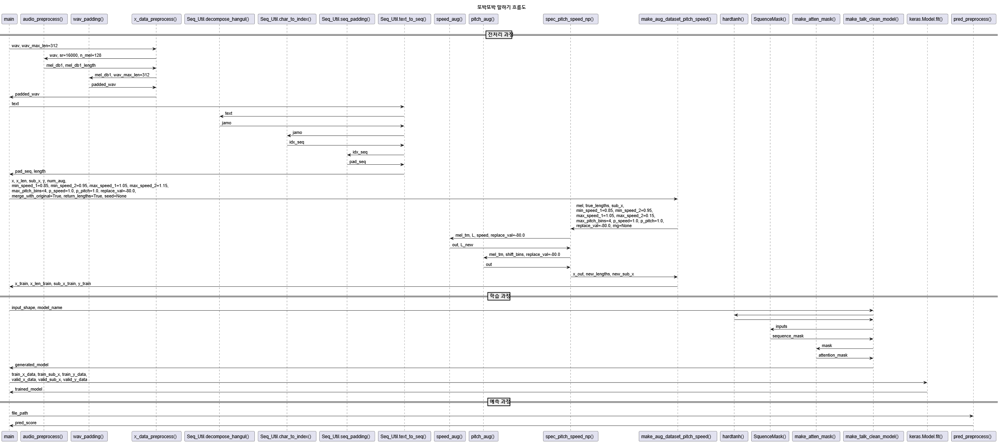 또박또박 말하기 흐름도
main
audio_preprocess()
wav_padding()
x_data_preprocess()
Seq_Util.decompose_hangul()
Seq_Util.char_to_index()
Seq_Util.seq_padding()
Seq_Util.text_to_seq()
speed_aug()
pitch_aug()
spec_pitch_speed_np()
make_aug_dataset_pitch_speed()
hardtanh()
SquenceMask()
make_atten_mask()
make_talk_clean_model()
keras.Model.fit()
pred_preprocess()
전처리 과정
wav, wav_max_len=312
wav, sr=16000, n_mel=128
mel_db1, mel_db1_length
mel_db1, wav_max_len=312
padded_wav
padded_wav
text
text
jamo
jamo
idx_seq
idx_seq
pad_seq
pad_seq, length
x, x_len, sub_x, y, num_aug,
min_speed_1=0.85, min_speed_2=0.95, max_speed_1=1.05, max_speed_2=1.15,
max_pitch_bins=4, p_speed=1.0, p_pitch=1.0, replace_val=-80.0,
merge_with_original=True, return_lengths=True, seed=None
mel, true_lengths, sub_x,
min_speed_1=0.85, min_speed_2=0.95,
max_speed_1=1.05, max_speed_2=0.15,
max_pitch_bins=4, p_speed=1.0, p_pitch=1.0,
replace_val=-80.0, rng=None
mel_tm, L, speed, replace_val=-80.0
out, L_new
mel_tm, shift_bins, replace_val=-80.0
out
x_out, new_lengths, new_sub_x
x_train, x_len_train, sub_x_train, y_train
학습 과정
input_shape, model_name
inputs
sequence_mask
mask
attention_mask
generated_model
train_x_data, train_sub_x, train_y_data,
valid_x_data, valid_sub_x, valid_y_data
trained_model
예측 과정
file_path
pred_score
main
audio_preprocess()
wav_padding()
x_data_preprocess()
Seq_Util.decompose_hangul()
Seq_Util.char_to_index()
Seq_Util.seq_padding()
Seq_Util.text_to_seq()
speed_aug()
pitch_aug()
spec_pitch_speed_np()
make_aug_dataset_pitch_speed()
hardtanh()
SquenceMask()
make_atten_mask()
make_talk_clean_model()
keras.Model.fit()
pred_preprocess()